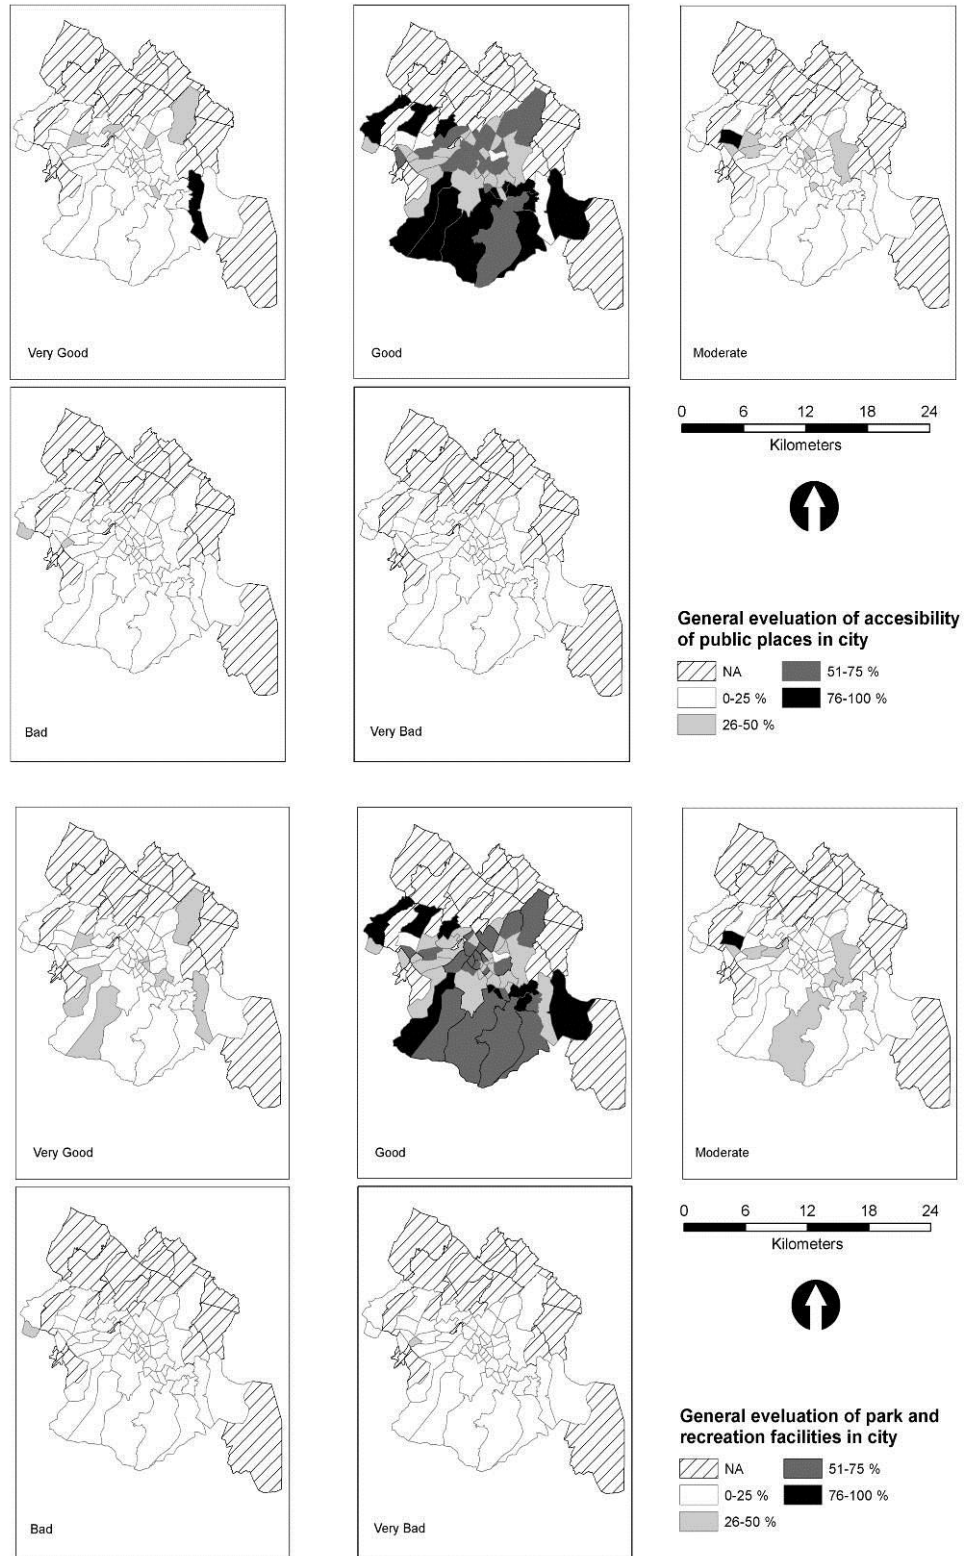 Very Good
Good
Moderate
Bad
Very Bad
0 6 12 18 24
Kilometers
General eveluation of accesibility
of public places in city
NA
51-75 %
0-25 %
76-100 %
26-50 %
Very Good
Good
Moderate
Bad
Very Bad
0 6 12 18 24
Kilometers
General eveluation of park and
recreation facilities in city
NA
51-75 %
0-25 %
76-100 %
26-50 %